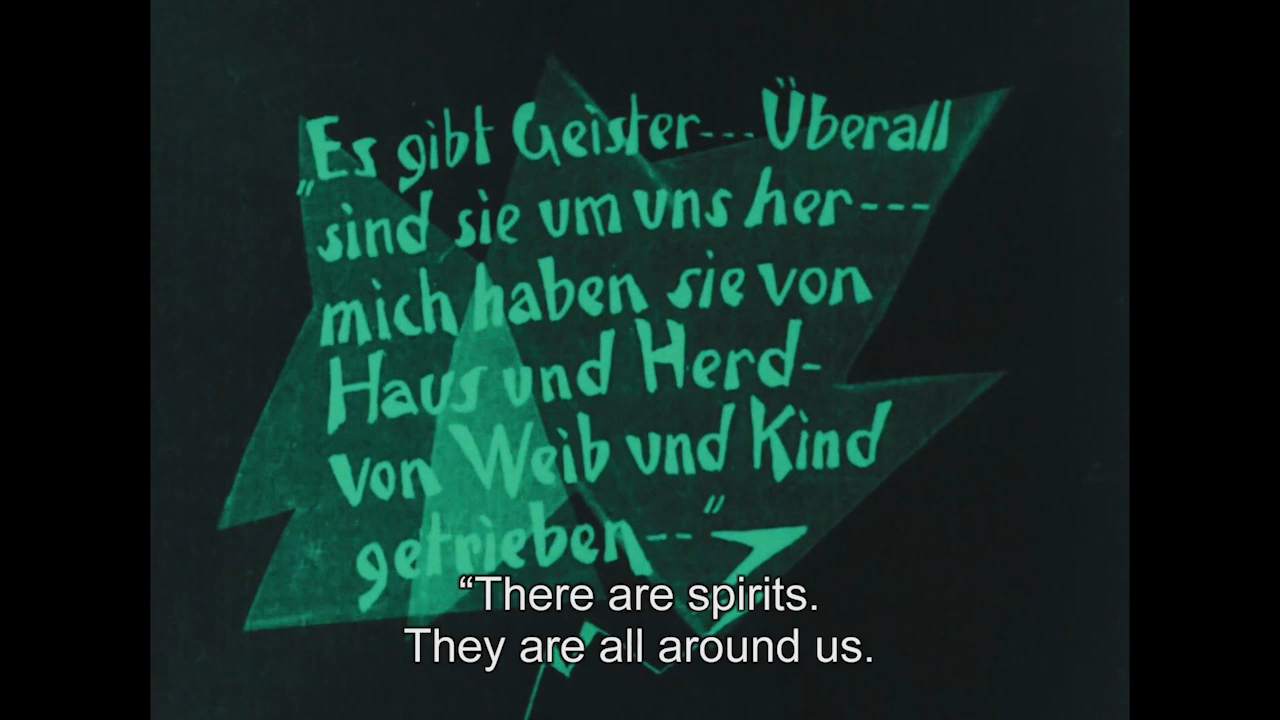 „Es gibt Geister--- Überall
sind sie um uns her---
mich haben sie von
Haus und Herd-
von Weib und Kind
getrieben---"
“There are spirits.
They are all around us.